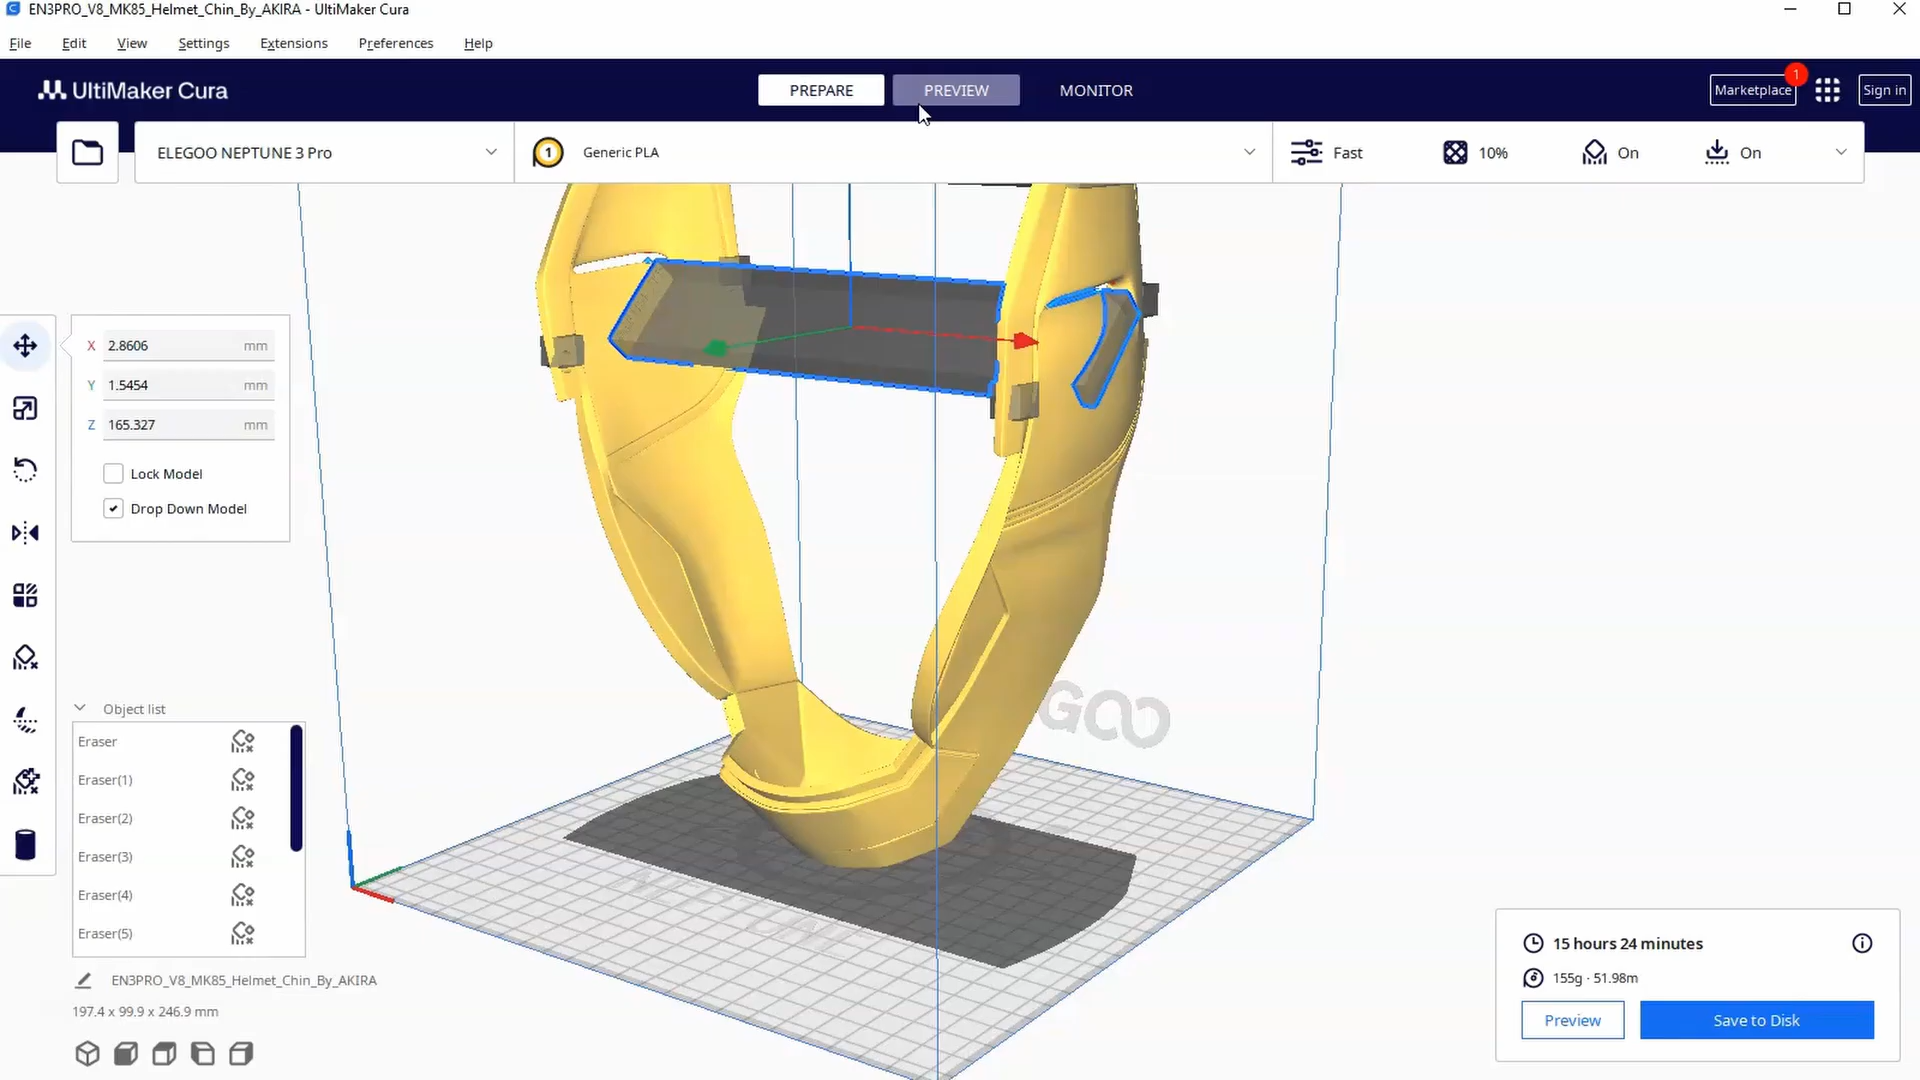 EN3PRO_V8_MK85_Helmet_Chin_By_AKIRA - UltiMaker Cura
File Edit View Settings Extensions Preferences Help
UltiMaker Cura
PREPARE PREVIEW MONITOR
Marketplace 1 Sign in
ELEGOO NEPTUNE 3 Pro 1 Generic PLA Fast 10% On On
X 2.8606 mm
Y 1.5454 mm
Z 165.327 mm
Lock Model
Drop Down Model
Object list
Eraser
Eraser(1)
Eraser(2)
Eraser(3)
Eraser(4)
Eraser(5)
EN3PRO_V8_MK85_Helmet_Chin_By_AKIRA
197.4 x 99.9 x 246.9 mm
GOO
15 hours 24 minutes
155g · 51.98m
Preview Save to Disk